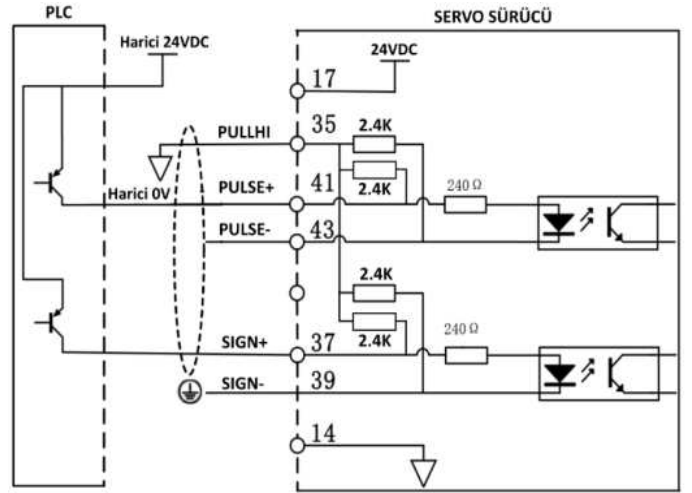 PLC
SERVO SÜRÜCÜ
Harici 24VDC
24VDC
17
PULLHI
35
2.4K
Harici 0V
PULSE+
41
2.4K
240 Ω
PULSE-
43
2.4K
SIGN+
37
2.4K
240 Ω
SIGN-
39
14